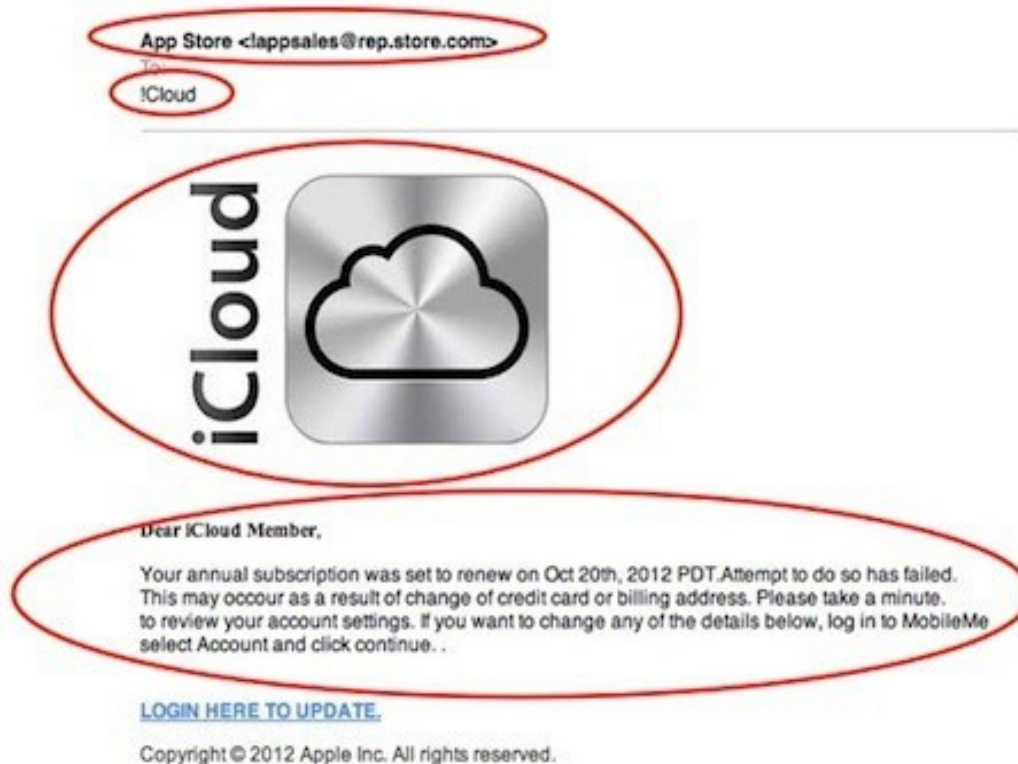 App Store <!appsales@rep.store.com>
To:
!Cloud
iCloud
Dear iCloud Member,
Your annual subscription was set to renew on Oct 20th, 2012 PDT.Attempt to do so has failed.
This may occour as a result of change of credit card or billing address. Please take a minute.
to review your account settings. If you want to change any of the details below, log in to MobileMe
select Account and click continue. .
LOGIN HERE TO UPDATE.
Copyright © 2012 Apple Inc. All rights reserved.